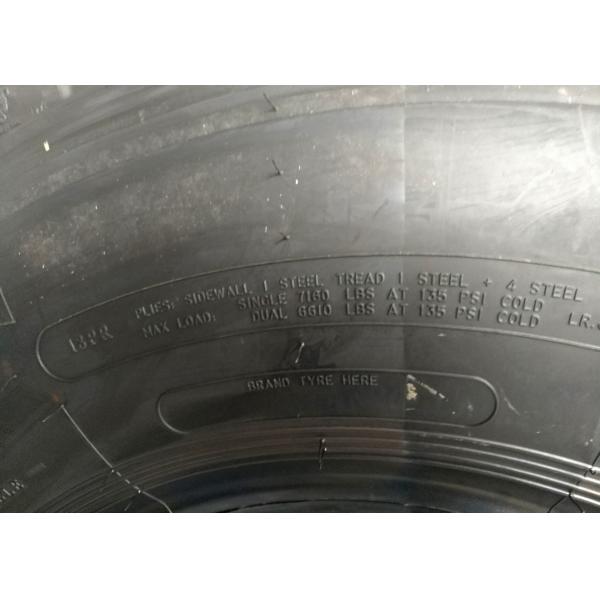 PLIES: SIDEWALL 1 STEEL TREAD 1 STEEL + 4 STEEL
MAX LOAD: SINGLE 7160 LBS AT 135 PSI COLD
DUAL 6610 LBS AT 135 PSI COLD LR.
BRAND TYRE HERE